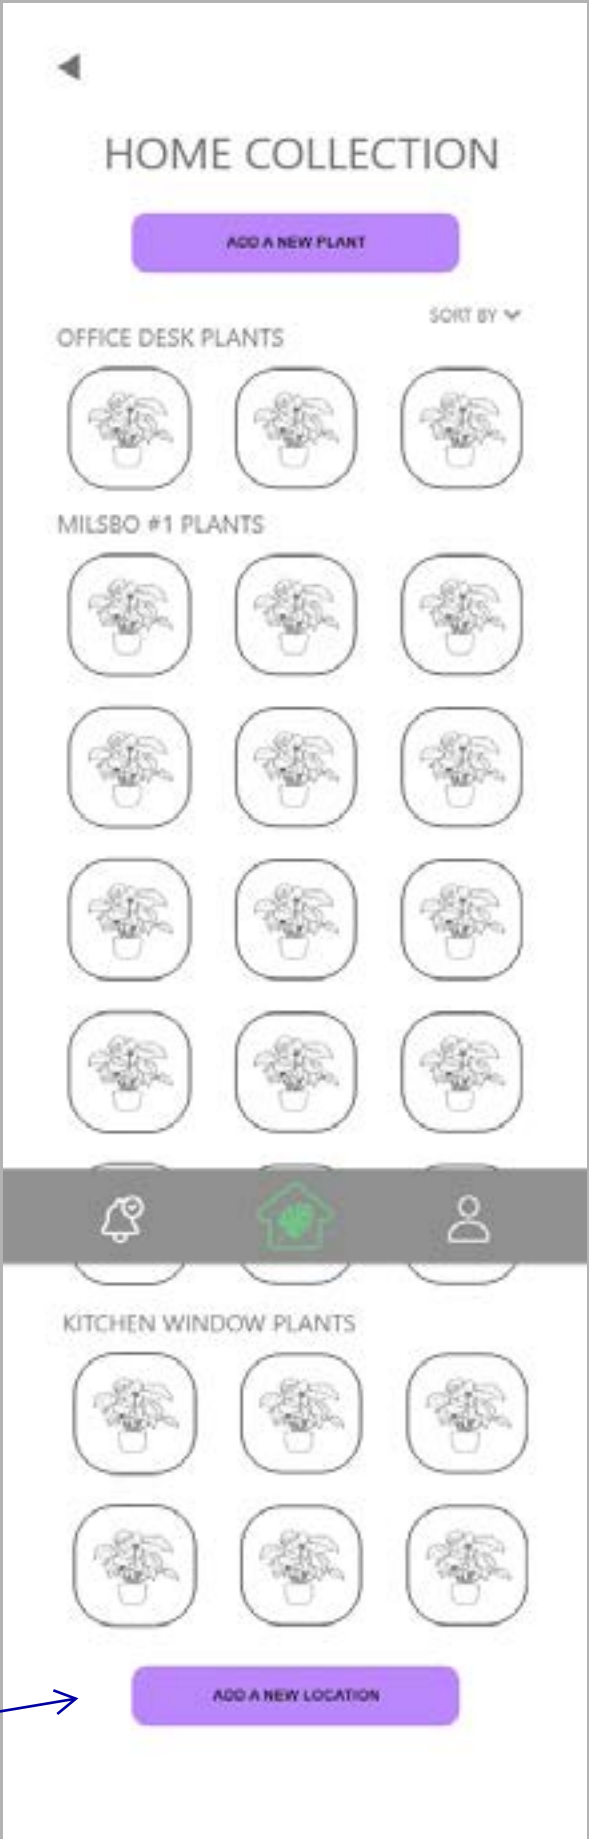 HOME COLLECTION
ADD A NEW PLANT
SORT BY
OFFICE DESK PLANTS
MILSBO #1 PLANTS
KITCHEN WINDOW PLANTS
ADD A NEW LOCATION